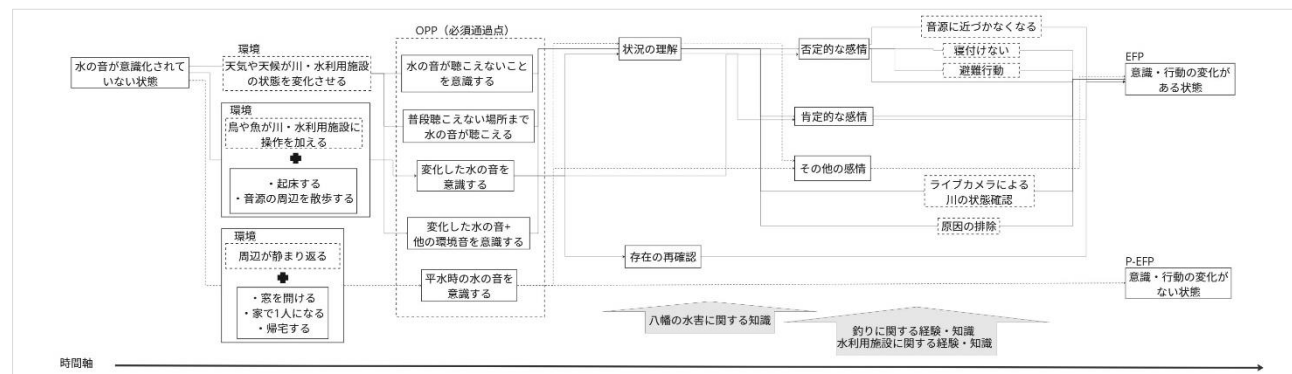 水の音が意識化されて
いない状態
環境
天気や天候が川・水利用施設
の状態を変化させる
環境
鳥や魚が川・水利用施設に
操作を加える
・起床する
・音源の周辺を散歩する
環境
周辺が静まり返る
・窓を開ける
・家で1人になる
・帰宅する
OPP（必須通過点）
水の音が聴こえないこと
を意識する
普段聴こえない場所まで
水の音が聴こえる
変化した水の音を
意識する
変化した水の音+
他の環境音を意識する
平水時の水の音を
意識する
状況の理解
存在の再確認
否定的な感情
肯定的な感情
その他の感情
音源に近づかなくなる
寝付けない
避難行動
ライブカメラによる
川の状態確認
原因の排除
EFP
意識・行動の変化が
ある状態
P-EFP
意識・行動の変化が
ない状態
八幡の水害に関する知識
釣りに関する経験・知識
水利用施設に関する経験・知識
時間軸